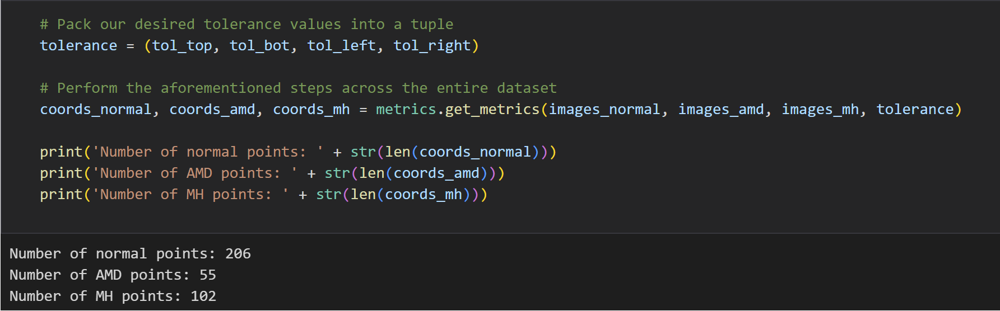 # Pack our desired tolerance values into a tuple
tolerance = (tol_top, tol_bot, tol_left, tol_right)
# Perform the aforementioned steps across the entire dataset
coords_normal, coords_amd, coords_mh = metrics.get_metrics(images_normal, images_amd, images_mh, tolerance)
print('Number of normal points: ' + str(len(coords_normal)))
print('Number of AMD points: ' + str(len(coords_amd)))
print('Number of MH points: ' + str(len(coords_mh)))
Number of normal points: 206
Number of AMD points: 55
Number of MH points: 102